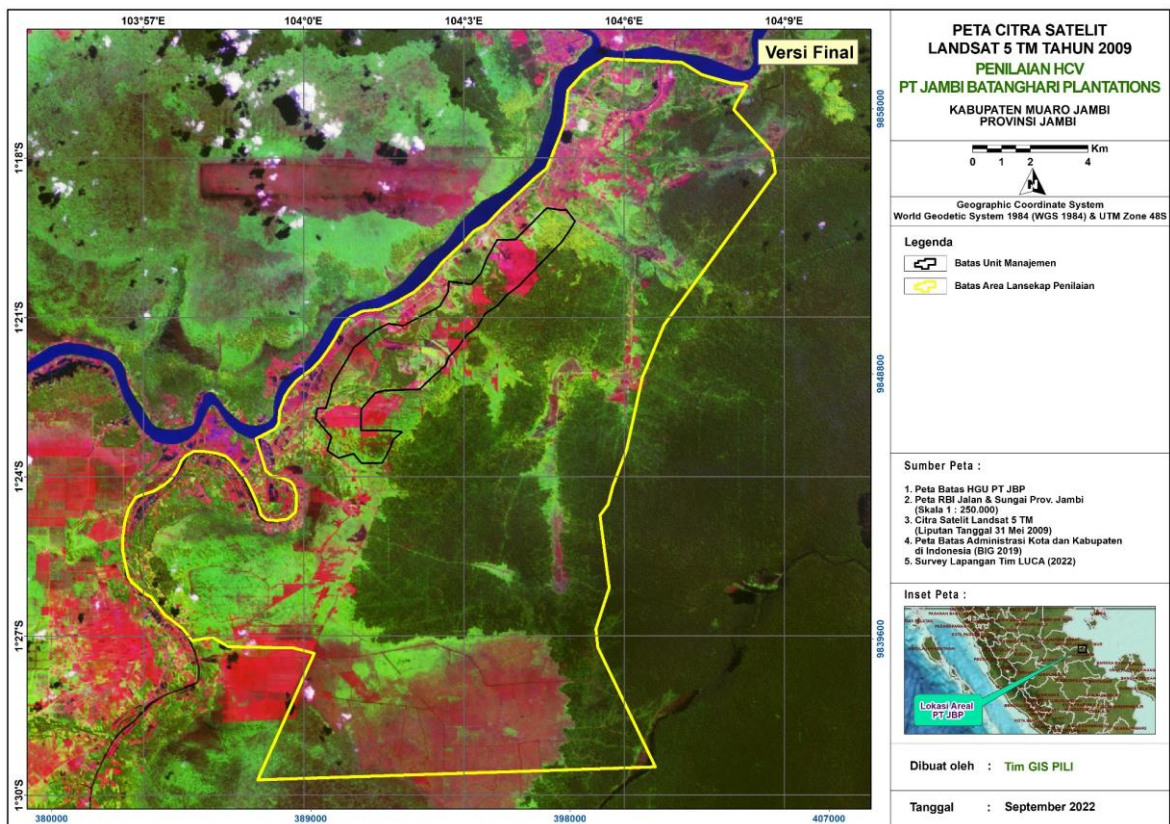 103°57'E 104°0'E 104°3'E 104°6'E 104°9'E
Versi Final
1°18'S
1°21'S
1°24'S
1°27'S
1°30'S
9858000
9848800
9839600
380000 389000 398000 407000
PETA CITRA SATELIT
LANDSAT 5 TM TAHUN 2009
PENILAIAN HCV
PT JAMBI BATANGHARI PLANTATIONS
KABUPATEN MUARO JAMBI
PROVINSI JAMBI
Km
0 2 4
N
Geographic Coordinate System
World Geodetic System 1984 (WGS 1984) & UTM Zone 48S
Legenda
Batas Unit Manajemen
Batas Area Lansekap Penilaian
Sumber Peta :
1. Peta Batas HGU PT JBP
2. Peta RBI Jalan & Sungai Prov. Jambi
(Skala 1 : 250.000)
3. Citra Satelit Landsat 5 TM
(Liputan Tanggal 31 Mei 2009)
4. Peta Batas Administrasi Kota dan Kabupaten
di Indonesia (BIG 2019)
5. Survey Lapangan Tim LUCA (2022)
Inset Peta :
Lokasi Areal
PT JBP
Dibuat oleh : Tim GIS PILI
Tanggal : September 2022